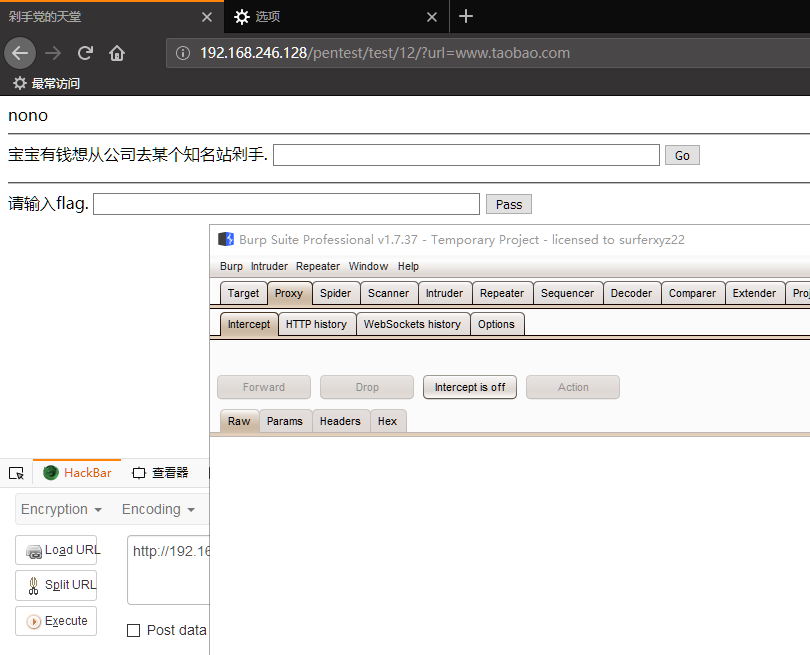 剁手党的天堂
选项
192.168.246.128/pentest/test/12/?url=www.taobao.com
最常访问
nono
宝宝有钱想从公司去某个知名站剁手. Go
请输入flag. Pass
Burp Suite Professional v1.7.37 - Temporary Project - licensed to surferxyz22
Burp Intruder Repeater Window Help
Target Proxy Spider Scanner Intruder Repeater Sequencer Decoder Comparer Extender Proj
Intercept HTTP history WebSockets history Options
Forward Drop Intercept is off Action
Raw Params Headers Hex
HackBar 查看器
Encryption Encoding
Load URL http://192.16
Split URL
Execute
Post data